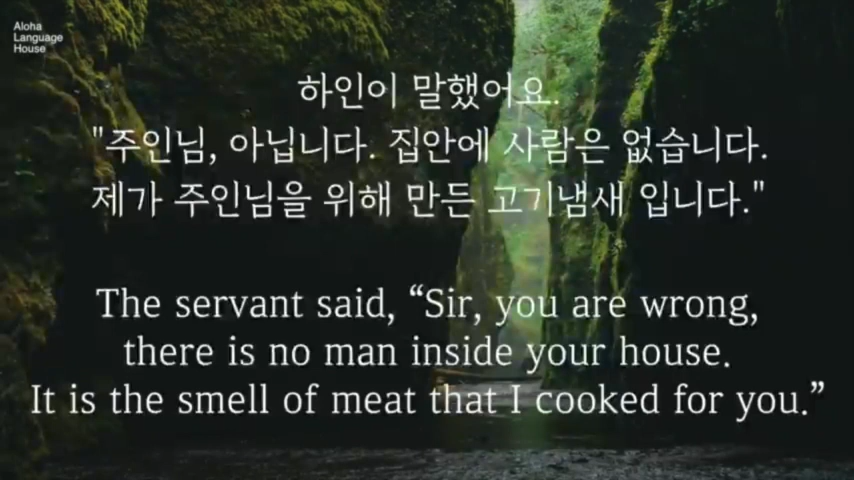 Aloha
Language
House
하인이 말했어요.
"주인님, 아닙니다. 집안에 사람은 없습니다.
제가 주인님을 위해 만든 고기냄새 입니다."
The servant said, “Sir, you are wrong,
there is no man inside your house.
It is the smell of meat that I cooked for you.”